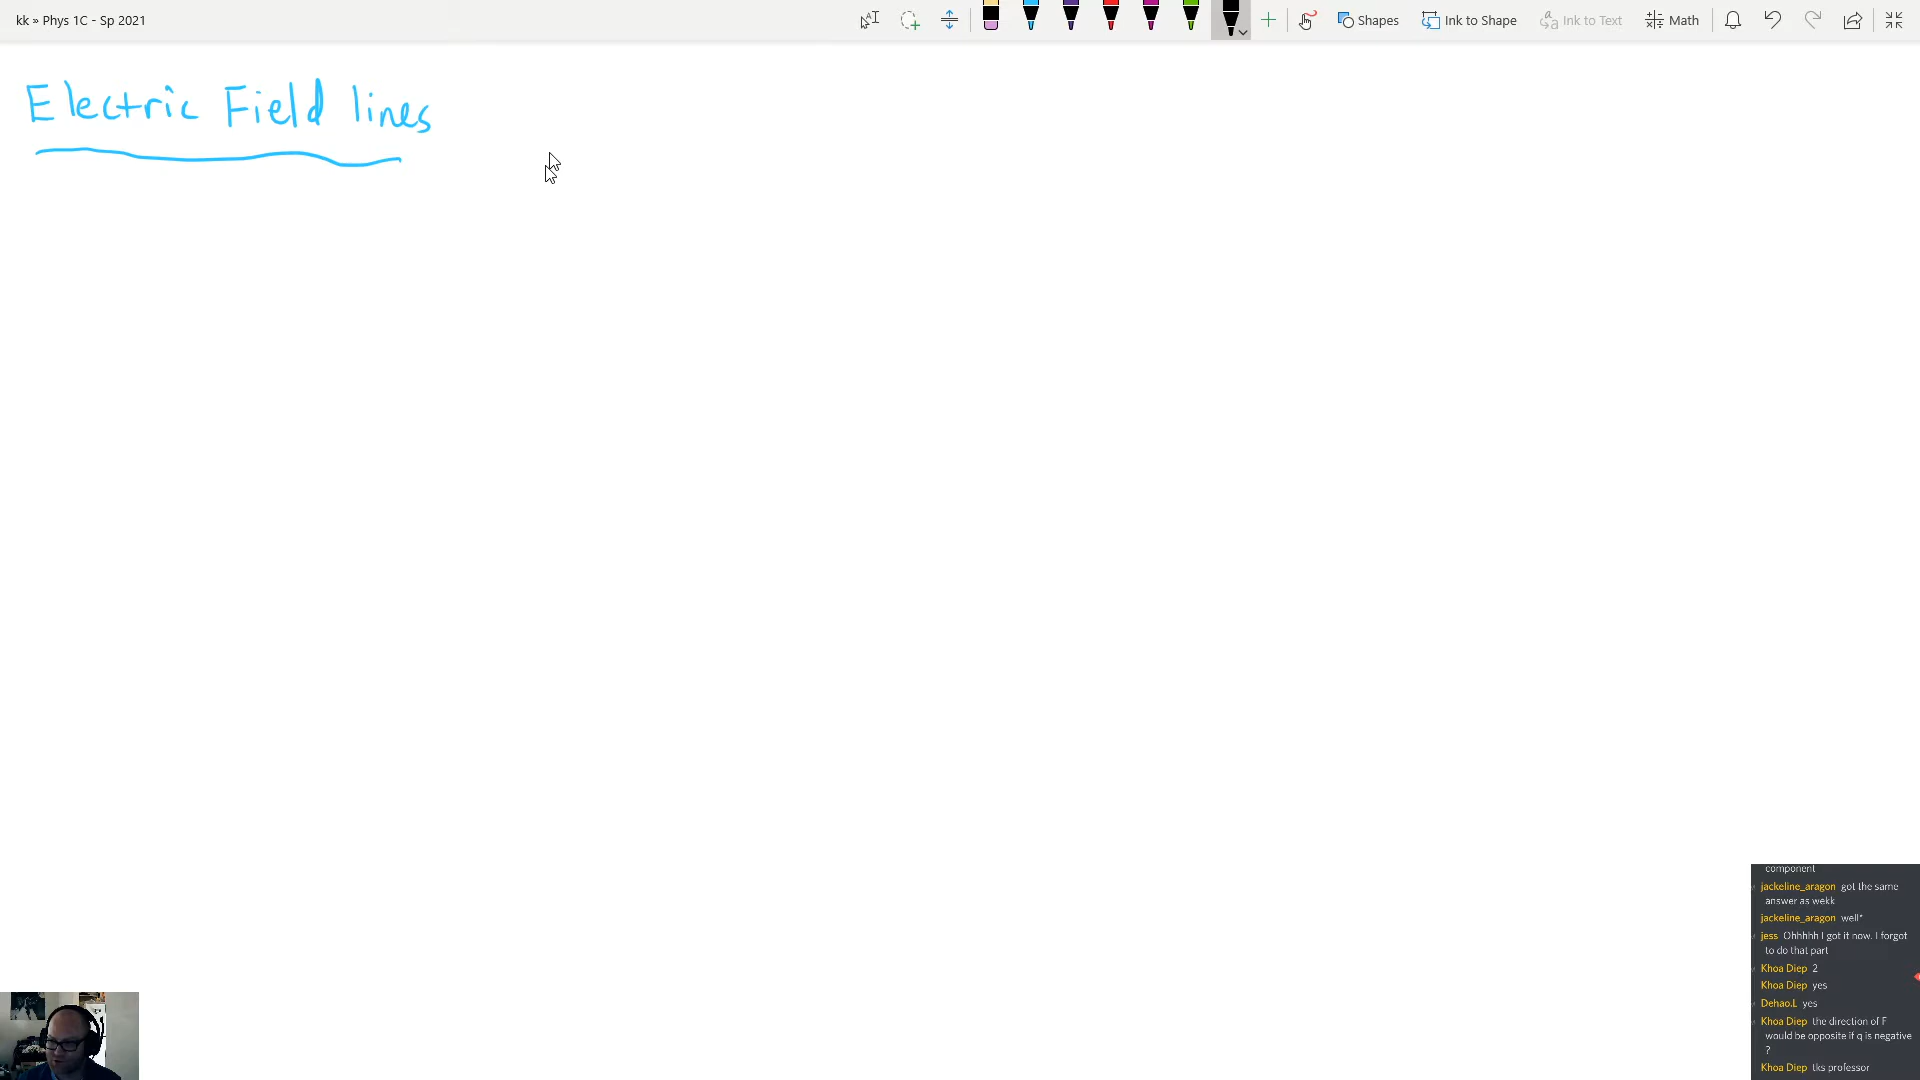 kk » Phys 1C - Sp 2021
Shapes
Ink to Shape
Ink to Text
Math
Electric Field lines
component
jackeline_aragon got the same
answer as wekk
jackeline_aragon well*
jess Ohhhhh I got it now. I forgot
to do that part
Khoa Diep 2
Khoa Diep yes
Dehao.L yes
Khoa Diep the direction of F
would be opposite if q is negative
?
Khoa Diep tks professor